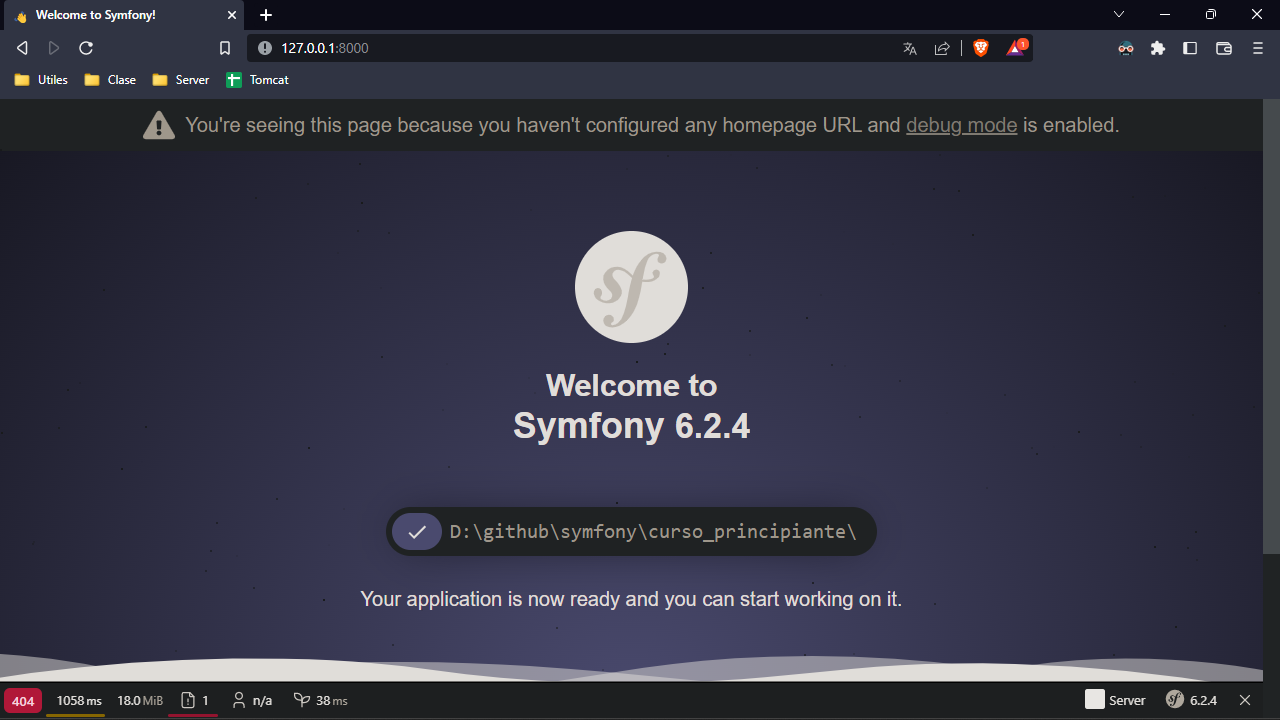 Welcome to Symfony!
127.0.0.1:8000
1
Utiles
Clase
Server
Tomcat
You're seeing this page because you haven't configured any homepage URL and debug mode is enabled.
sf
Welcome to
Symfony 6.2.4
D:\github\symfony\curso_principiante\
Your application is now ready and you can start working on it.
404 1058 ms 18.0 MiB 1 n/a 38 ms Server sf 6.2.4